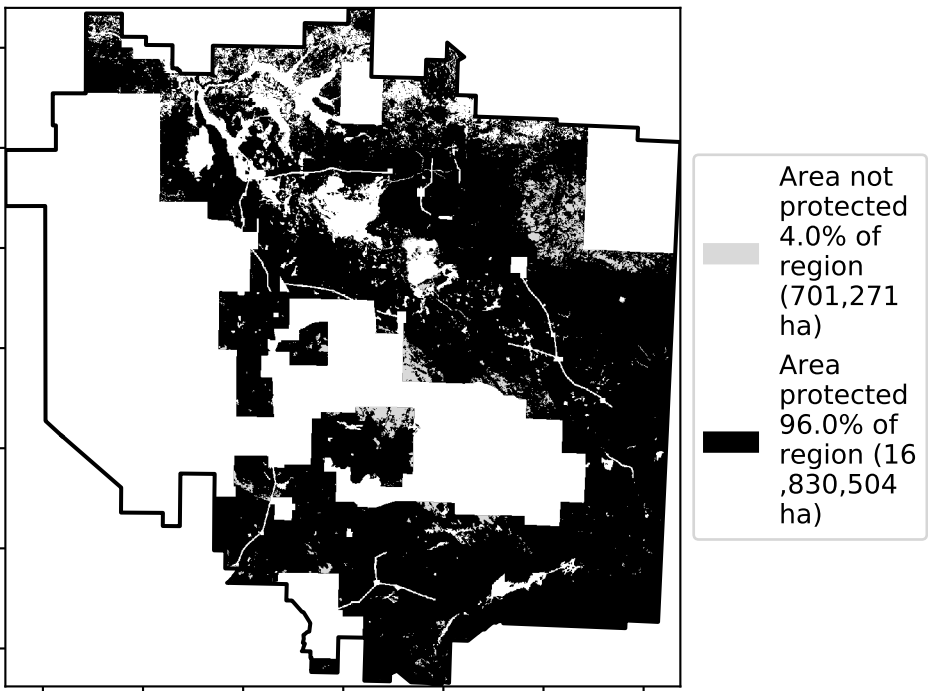 Area not
protected
4.0% of
region
(701,271
ha)
Area
protected
96.0% of
region (16
,830,504
ha)